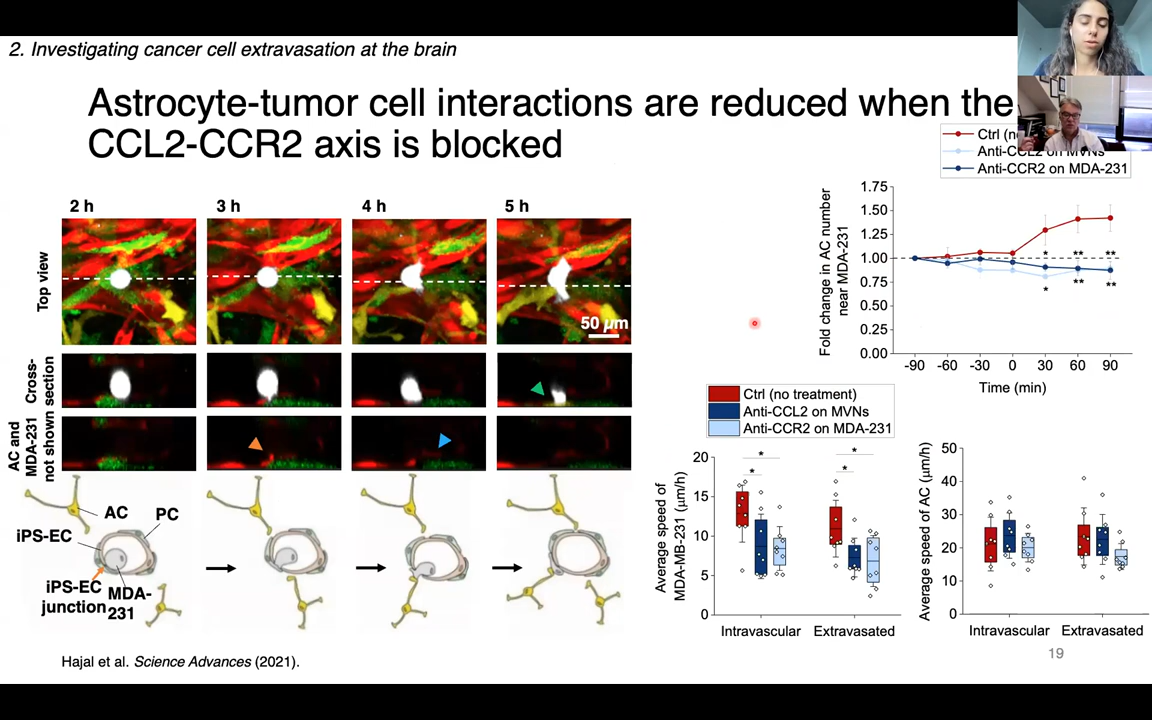 2. Investigating cancer cell extravasation at the brain
Astrocyte-tumor cell interactions are reduced when the
CCL2-CCR2 axis is blocked
2 h
3 h
4 h
5 h
Top view
50 µm
Cross-
section
AC and
MDA-231
not shown
AC
PC
iPS-EC
iPS-EC
junction
MDA-
231
Hajal et al. Science Advances (2021).
Ctrl
Anti-CCL2 on MVNs
Anti-CCR2 on MDA-231
Fold change in AC number
near MDA-231
1.75
1.50
1.25
1.00
0.75
0.50
0.25
0.00
* ** **
* ** **
-90 -60 -30 0 30 60 90
Time (min)
Ctrl (no treatment)
Anti-CCL2 on MVNs
Anti-CCR2 on MDA-231
Average speed of
MDA-MB-231 (µm/h)
20
15
10
5
0
* *
* *
Intravascular Extravasated
Average speed of AC (µm/h)
50
40
30
20
10
0
Intravascular Extravasated
19